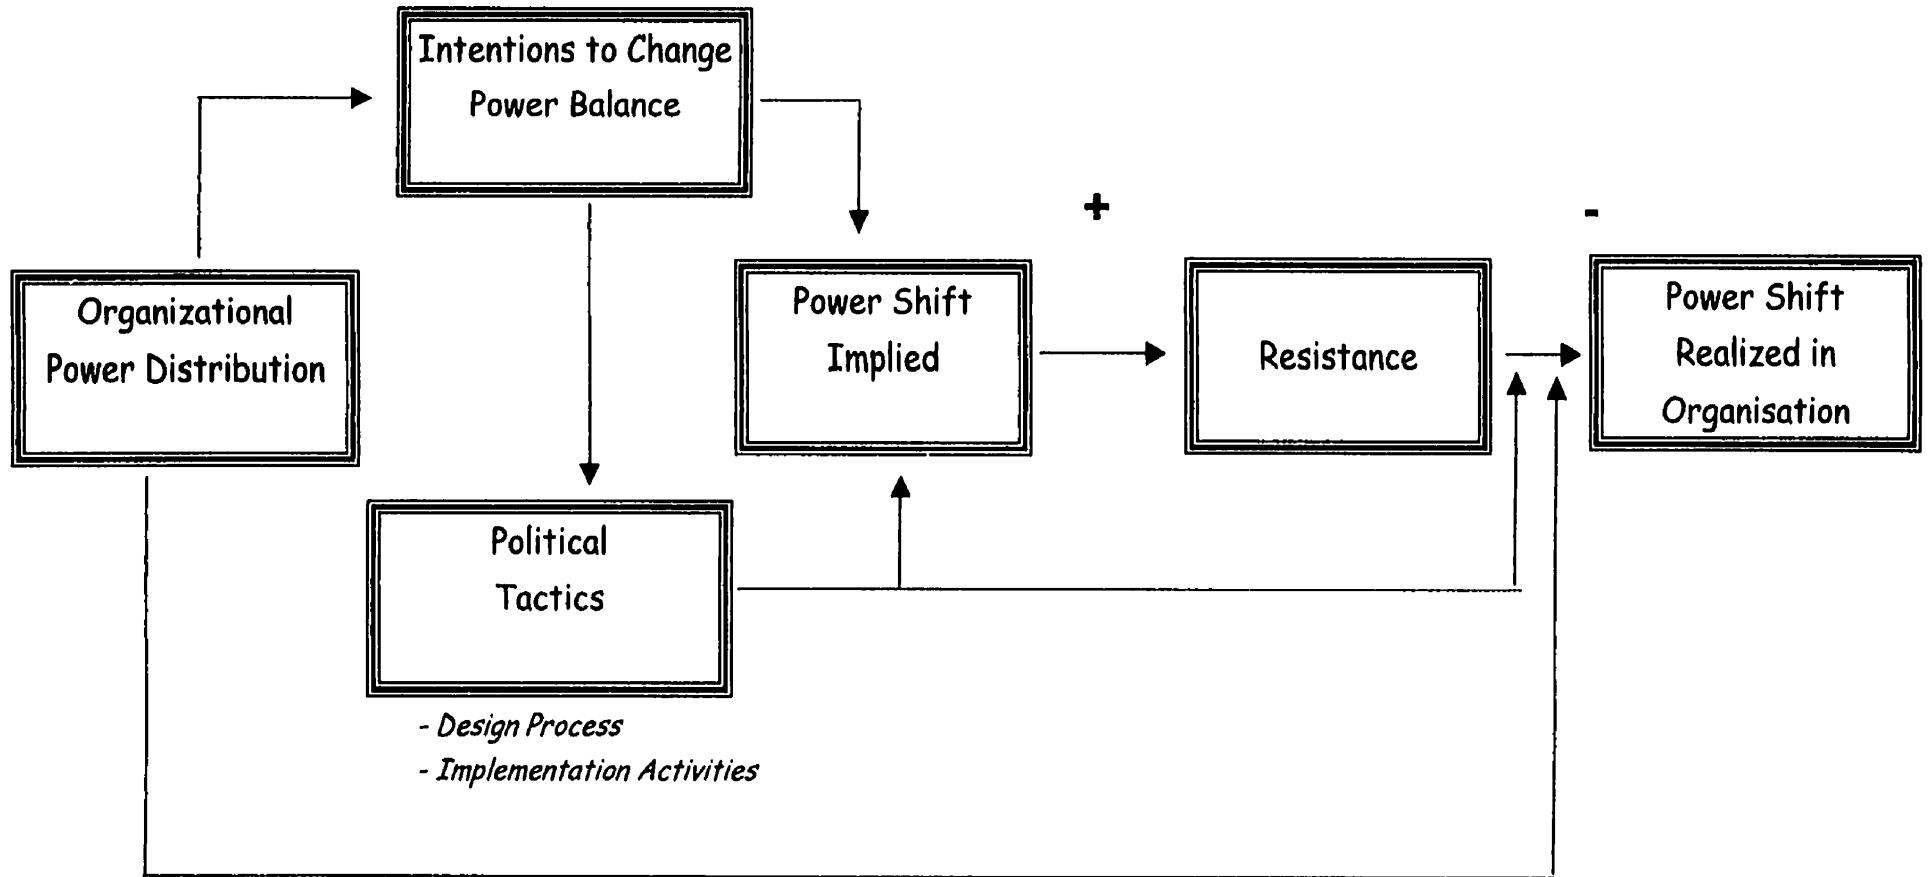 Intentions to Change
Power Balance
+
-
Organizational
Power Distribution
Power Shift
Implied
Resistance
Power Shift
Realized in
Organisation
Political
Tactics
- Design Process
- Implementation Activities